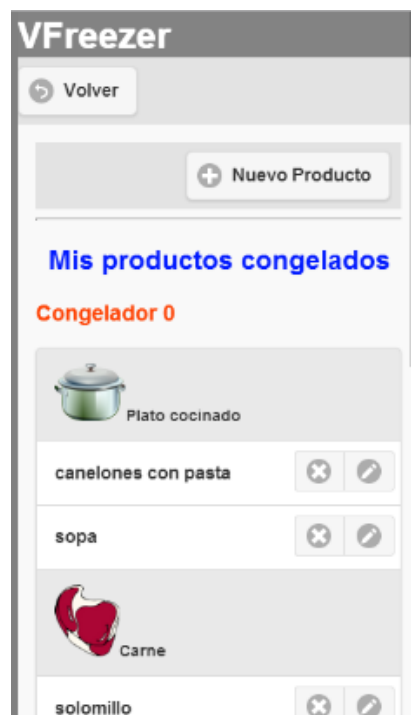 VFreezer
Volver
Nuevo Producto
Mis productos congelados
Congelador 0
Plato cocinado
canelones con pasta
sopa
Carne
solomillo